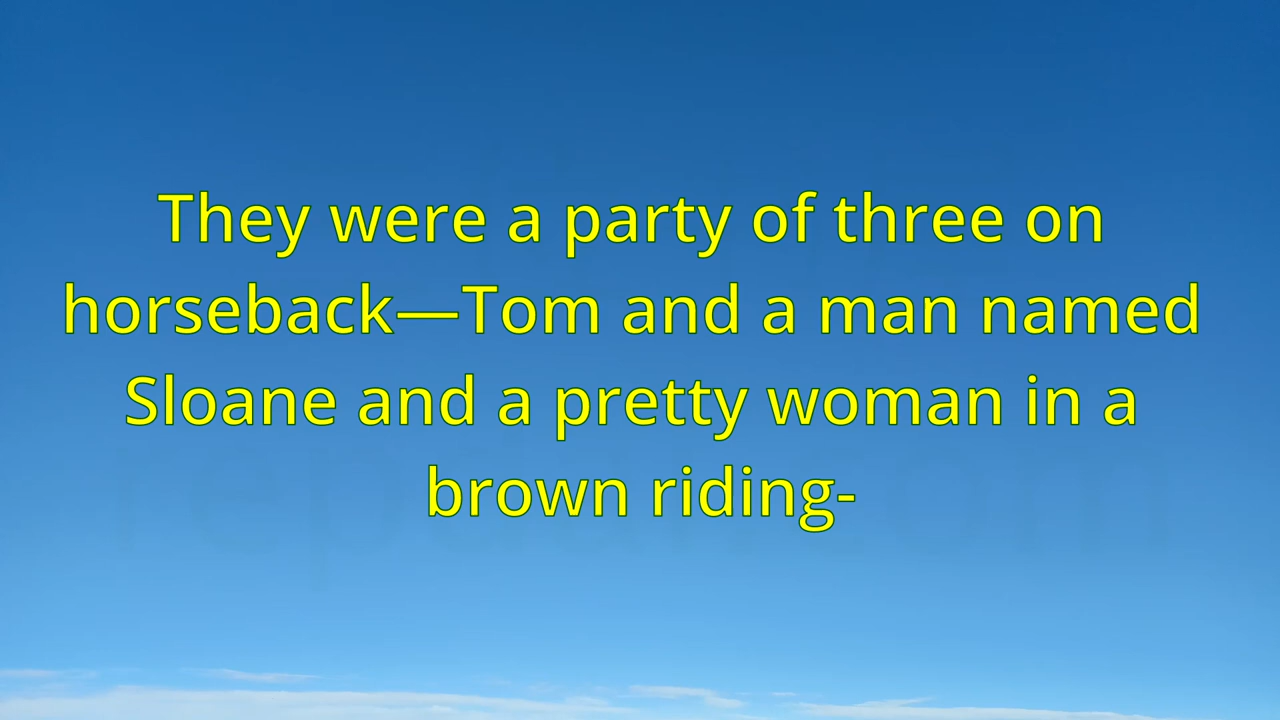 They were a party of three on
horseback—Tom and a man named
Sloane and a pretty woman in a
brown riding-